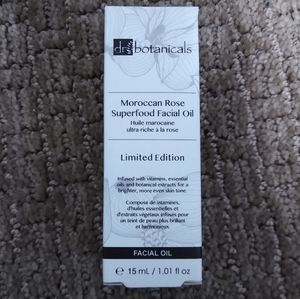 dr. botanicals
Moroccan Rose
Superfood Facial Oil
Huile marocaine
ultra-riche à la rose
Limited Edition
Infused with vitamins, essential
oils and botanical extracts for a
brighter, more even skin tone.
Composé de vitamines,
d'huiles essentielles et
d'extraits végétaux infusés pour
un teint de peau plus brillant
et harmonieux
FACIAL OIL
℮ 15 mL / 1.01 fl oz